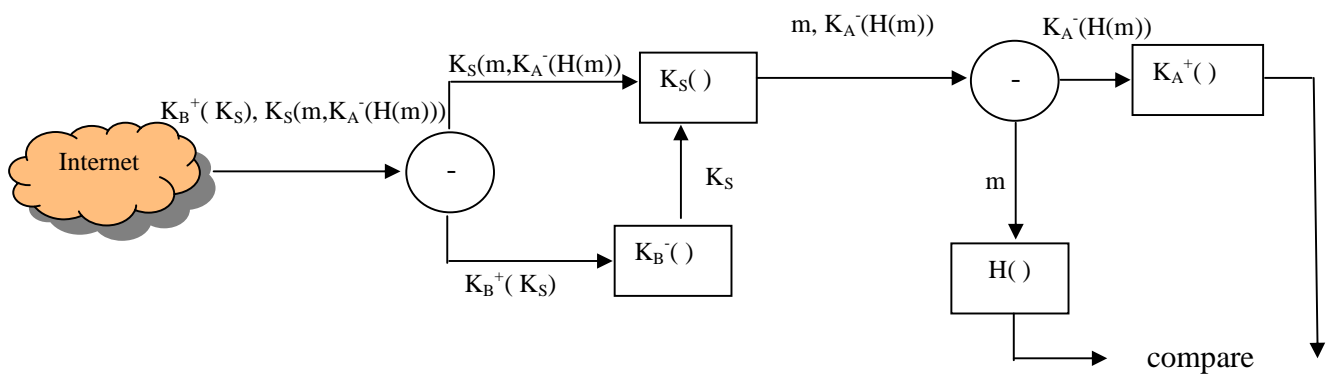 m, K_A^-(H(m))
K_A^-(H(m))
K_S(m,K_A^-(H(m))
K_S( )
-
K_A^+( )
K_B^+( K_S), K_S(m,K_A^-(H(m)))
Internet
-
K_S
m
K_B^-( )
K_B^+( K_S)
H( )
compare